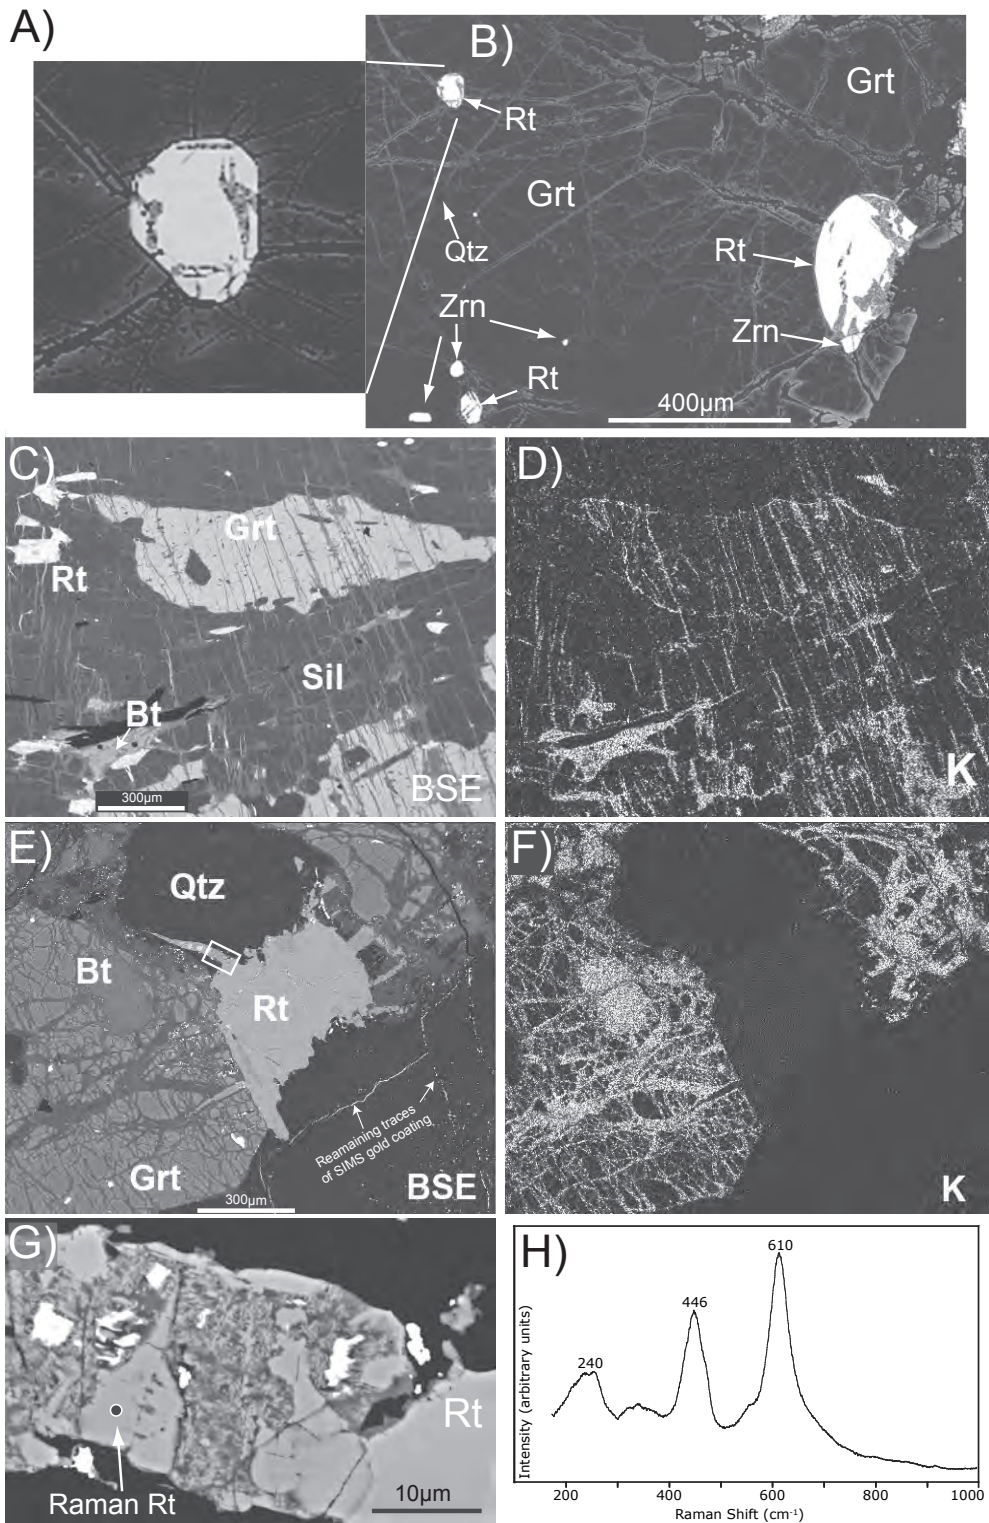 A)
B)
Grt
Rt
Grt
Qtz
Rt
Zrn
Zrn
Rt
400µm
C)
Grt
Rt
Sil
Bt
BSE
300µm
D)
K
E)
Qtz
Bt
Rt
Reamaining traces
of SIMS gold coating
Grt
300µm
BSE
F)
K
G)
Rt
Raman Rt
10µm
H)
610
446
240
Intensity (arbitrary units)
200 400 600 800 1000
Raman Shift (cm-1)